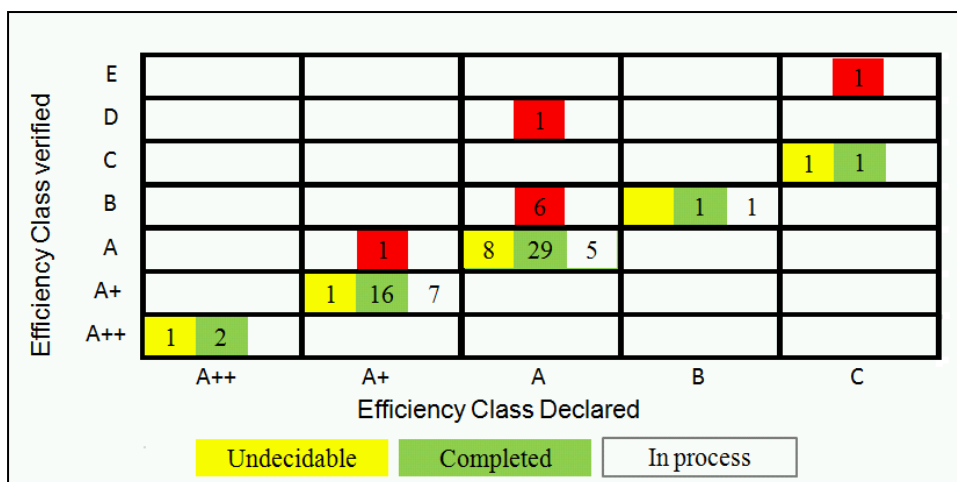 Efficiency Class verified
E 1
D 1
C 1 1
B 6 1 1
A 1 8 29 5
A+ 1 16 7
A++ 1 2
A++ A+ A B C
Efficiency Class Declared
Undecidable Completed In process